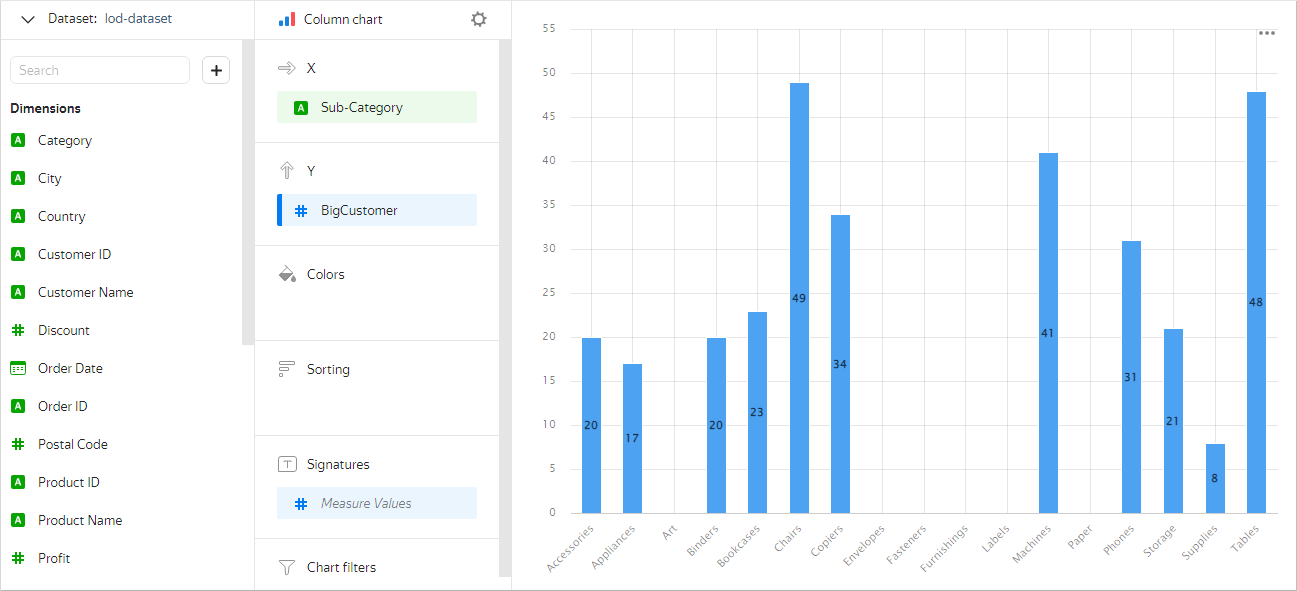 Dataset: lod-dataset
Search
+
Dimensions
A Category
A City
A Country
A Customer ID
A Customer Name
# Discount
Order Date
A Order ID
# Postal Code
A Product ID
A Product Name
# Profit
Column chart
X
A Sub-Category
Y
# BigCustomer
Colors
Sorting
T Signatures
# Measure Values
Chart filters
55
50
45
40
35
30
25
20
15
10
5
0
20
17
20
23
49
34
41
31
21
8
48
Accessories
Appliances
Art
Binders
Bookcases
Chairs
Copiers
Envelopes
Fasteners
Furnishings
Labels
Machines
Paper
Phones
Storage
Supplies
Tables